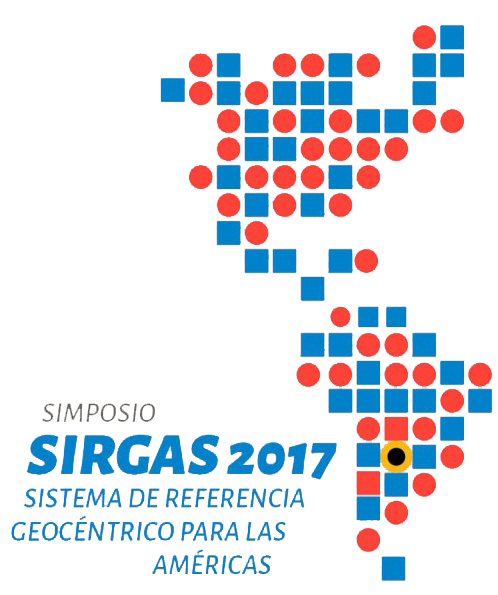 SIMPOSIO
SIRGAS 2017
SISTEMA DE REFERENCIA
GEOCÉNTRICO PARA LAS
AMÉRICAS